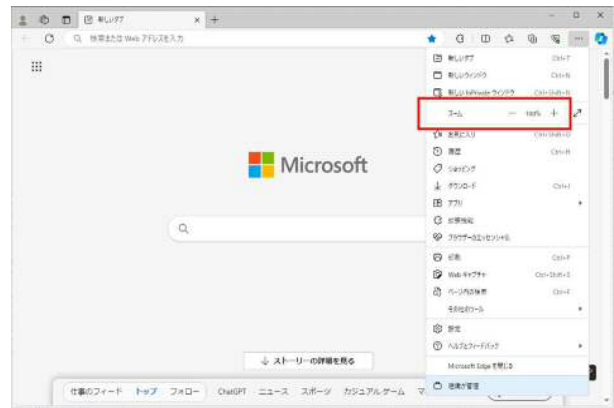 新しいタブ
検索または Web アドレスを入力
新しいタブ Ctrl+T
新しいウィンドウ Ctrl+N
新しい InPrivate ウィンドウ Ctrl+Shift+N
ズーム 100%
お気に入り Ctrl+Shift+O
履歴 Ctrl+H
ショッピング
ダウンロード Ctrl+J
アプリ
拡張機能
ブラウザーのエッセンシャル
印刷 Ctrl+P
Web キャプチャ Ctrl+Shift+S
ページ内の検索 Ctrl+F
その他のツール
設定
ヘルプとフィードバック
Microsoft Edge を閉じる
組織が管理
Microsoft
ストーリーの詳細を見る
仕事のフィード トップ フォロー ChatGPT ニュース スポーツ カジュアル ゲーム マ